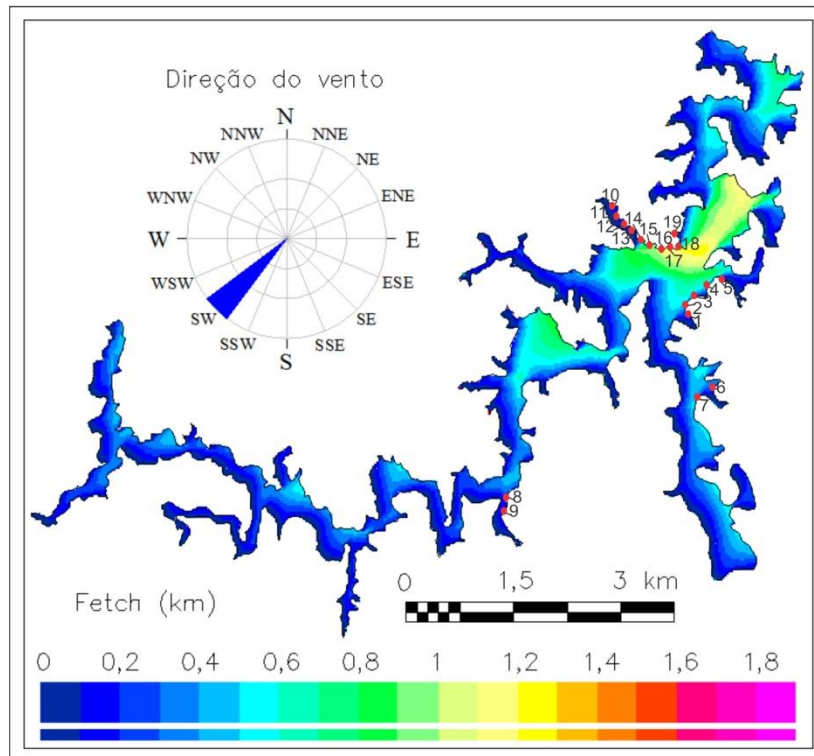 Direção do vento
N
NNW NNE
NW NE
WNW ENE
W E
WSW ESE
SW SE
SSW SSE
S
10
11 14 19
12 15 16 18
13 17
4 5
3
2
1
6
7
8
9
0 1,5 3 km
Fetch (km)
0 0,2 0,4 0,6 0,8 1 1,2 1,4 1,6 1,8